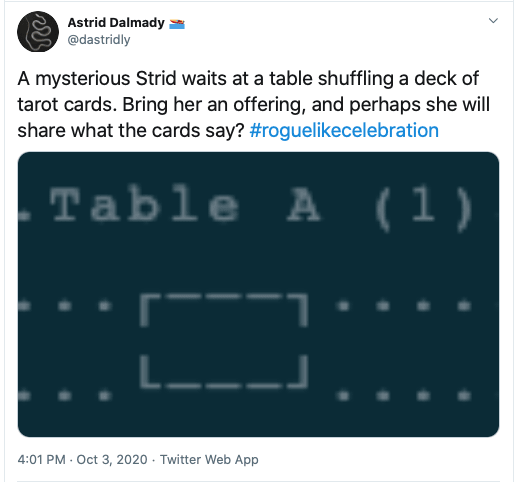 Astrid Dalmady 🚤
@dastridly
A mysterious Strid waits at a table shuffling a deck of
tarot cards. Bring her an offering, and perhaps she will
share what the cards say? #roguelikecelebration
.Table A (1)
4:01 PM · Oct 3, 2020 · Twitter Web App